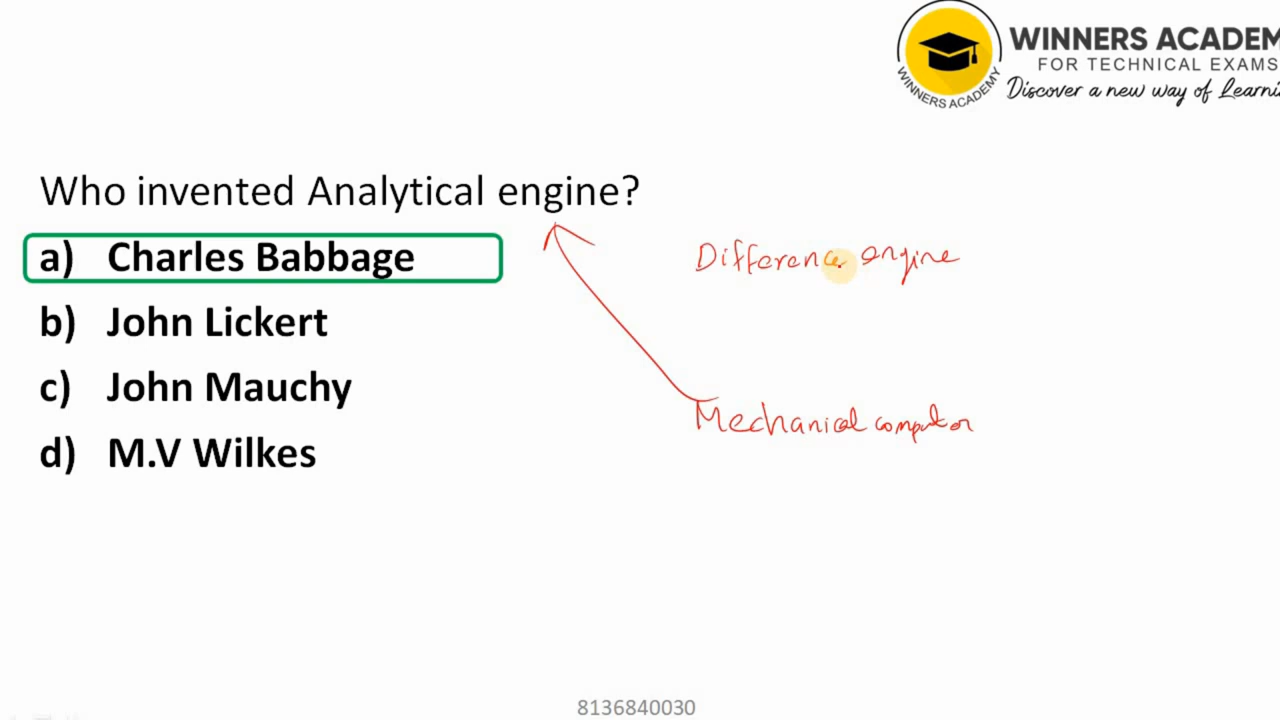 WINNERS ACADEM
FOR TECHNICAL EXAMS
Discover a new way of Learni
WINNERS ACADEMY
Who invented Analytical engine?
a) Charles Babbage
b) John Lickert
c) John Mauchy
d) M.V Wilkes
Difference engine
Mechanical computer
8136840030